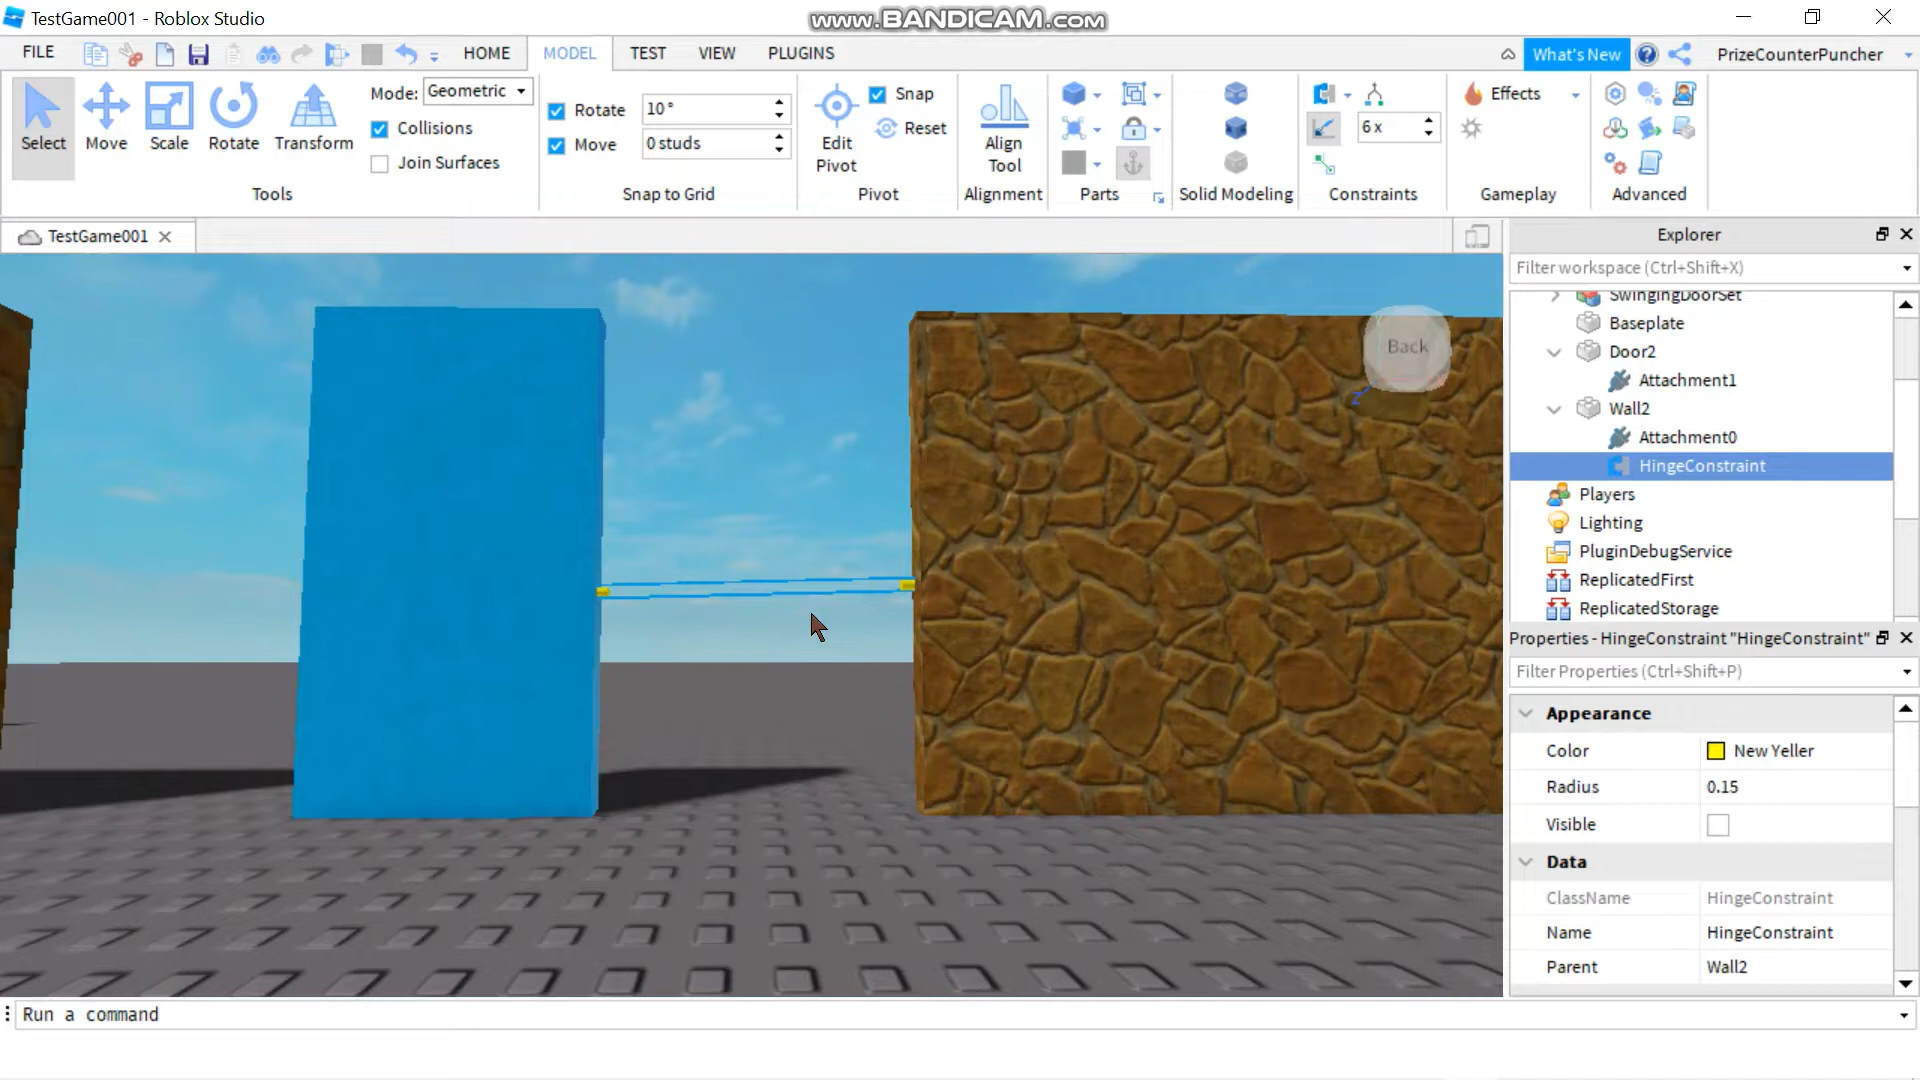 TestGame001 - Roblox Studio
www.BANDICAM.com
FILE
HOME
MODEL
TEST
VIEW
PLUGINS
What's New
PrizeCounterPuncher
Select
Move
Scale
Rotate
Transform
Mode: Geometric
Collisions
Join Surfaces
Tools
Rotate 10 °
Move 0 studs
Snap to Grid
Edit
Pivot
Snap
Reset
Pivot
Align
Tool
Alignment
Parts
Solid Modeling
6 x
Constraints
Effects
Gameplay
Advanced
TestGame001
Back
Z
Explorer
Filter workspace (Ctrl+Shift+X)
SwingingDoorSet
Baseplate
Door2
Attachment1
Wall2
Attachment0
HingeConstraint
Players
Lighting
PluginDebugService
ReplicatedFirst
ReplicatedStorage
Properties - HingeConstraint "HingeConstraint"
Filter Properties (Ctrl+Shift+P)
Appearance
Color New Yeller
Radius 0.15
Visible
Data
ClassName HingeConstraint
Name HingeConstraint
Parent Wall2
Run a command